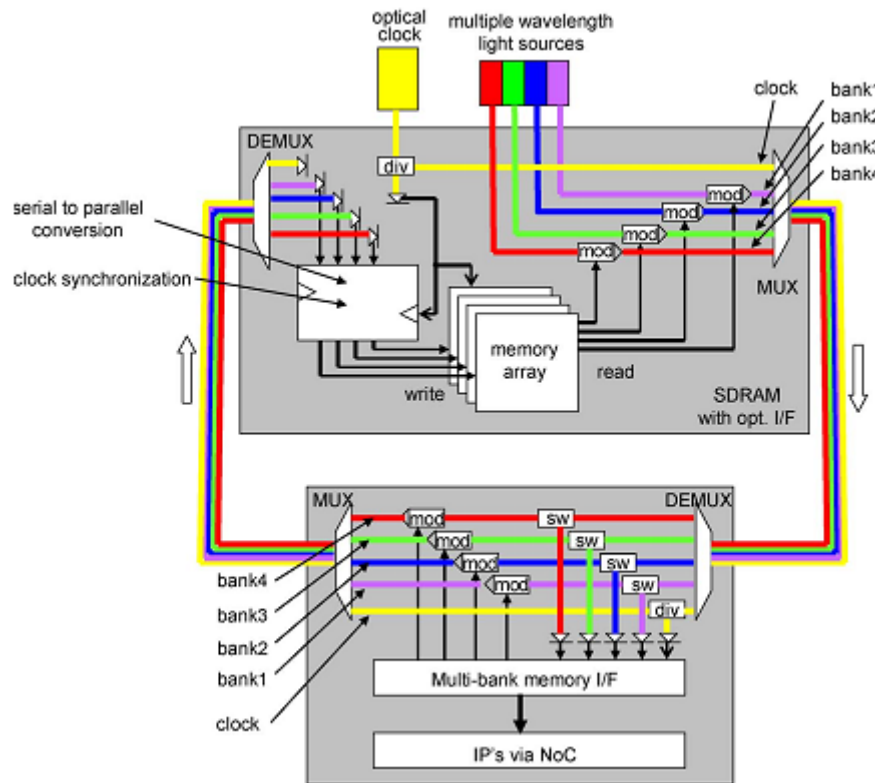 optical
clock
multiple wavelength
light sources
clock
bank1
bank2
bank3
bank4
DEMUX
div
mod
mod
mod
mod
MUX
serial to parallel
conversion
clock synchronization
memory
array
write
read
SDRAM
with opt. I/F
MUX
DEMUX
mod
sw
mod
sw
mod
sw
mod
sw
div
bank4
bank3
bank2
bank1
clock
Multi-bank memory I/F
IP's via NoC